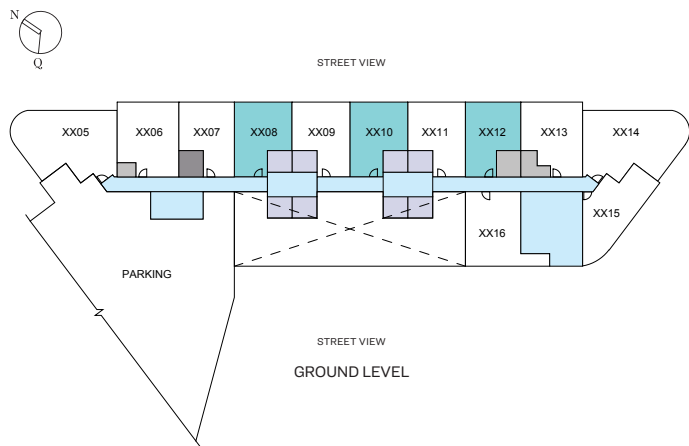 N
Q
STREET VIEW
XX05 XX06 XX07 XX08 XX09 XX10 XX11 XX12 XX13 XX14
XX15
XX16
PARKING
STREET VIEW
GROUND LEVEL